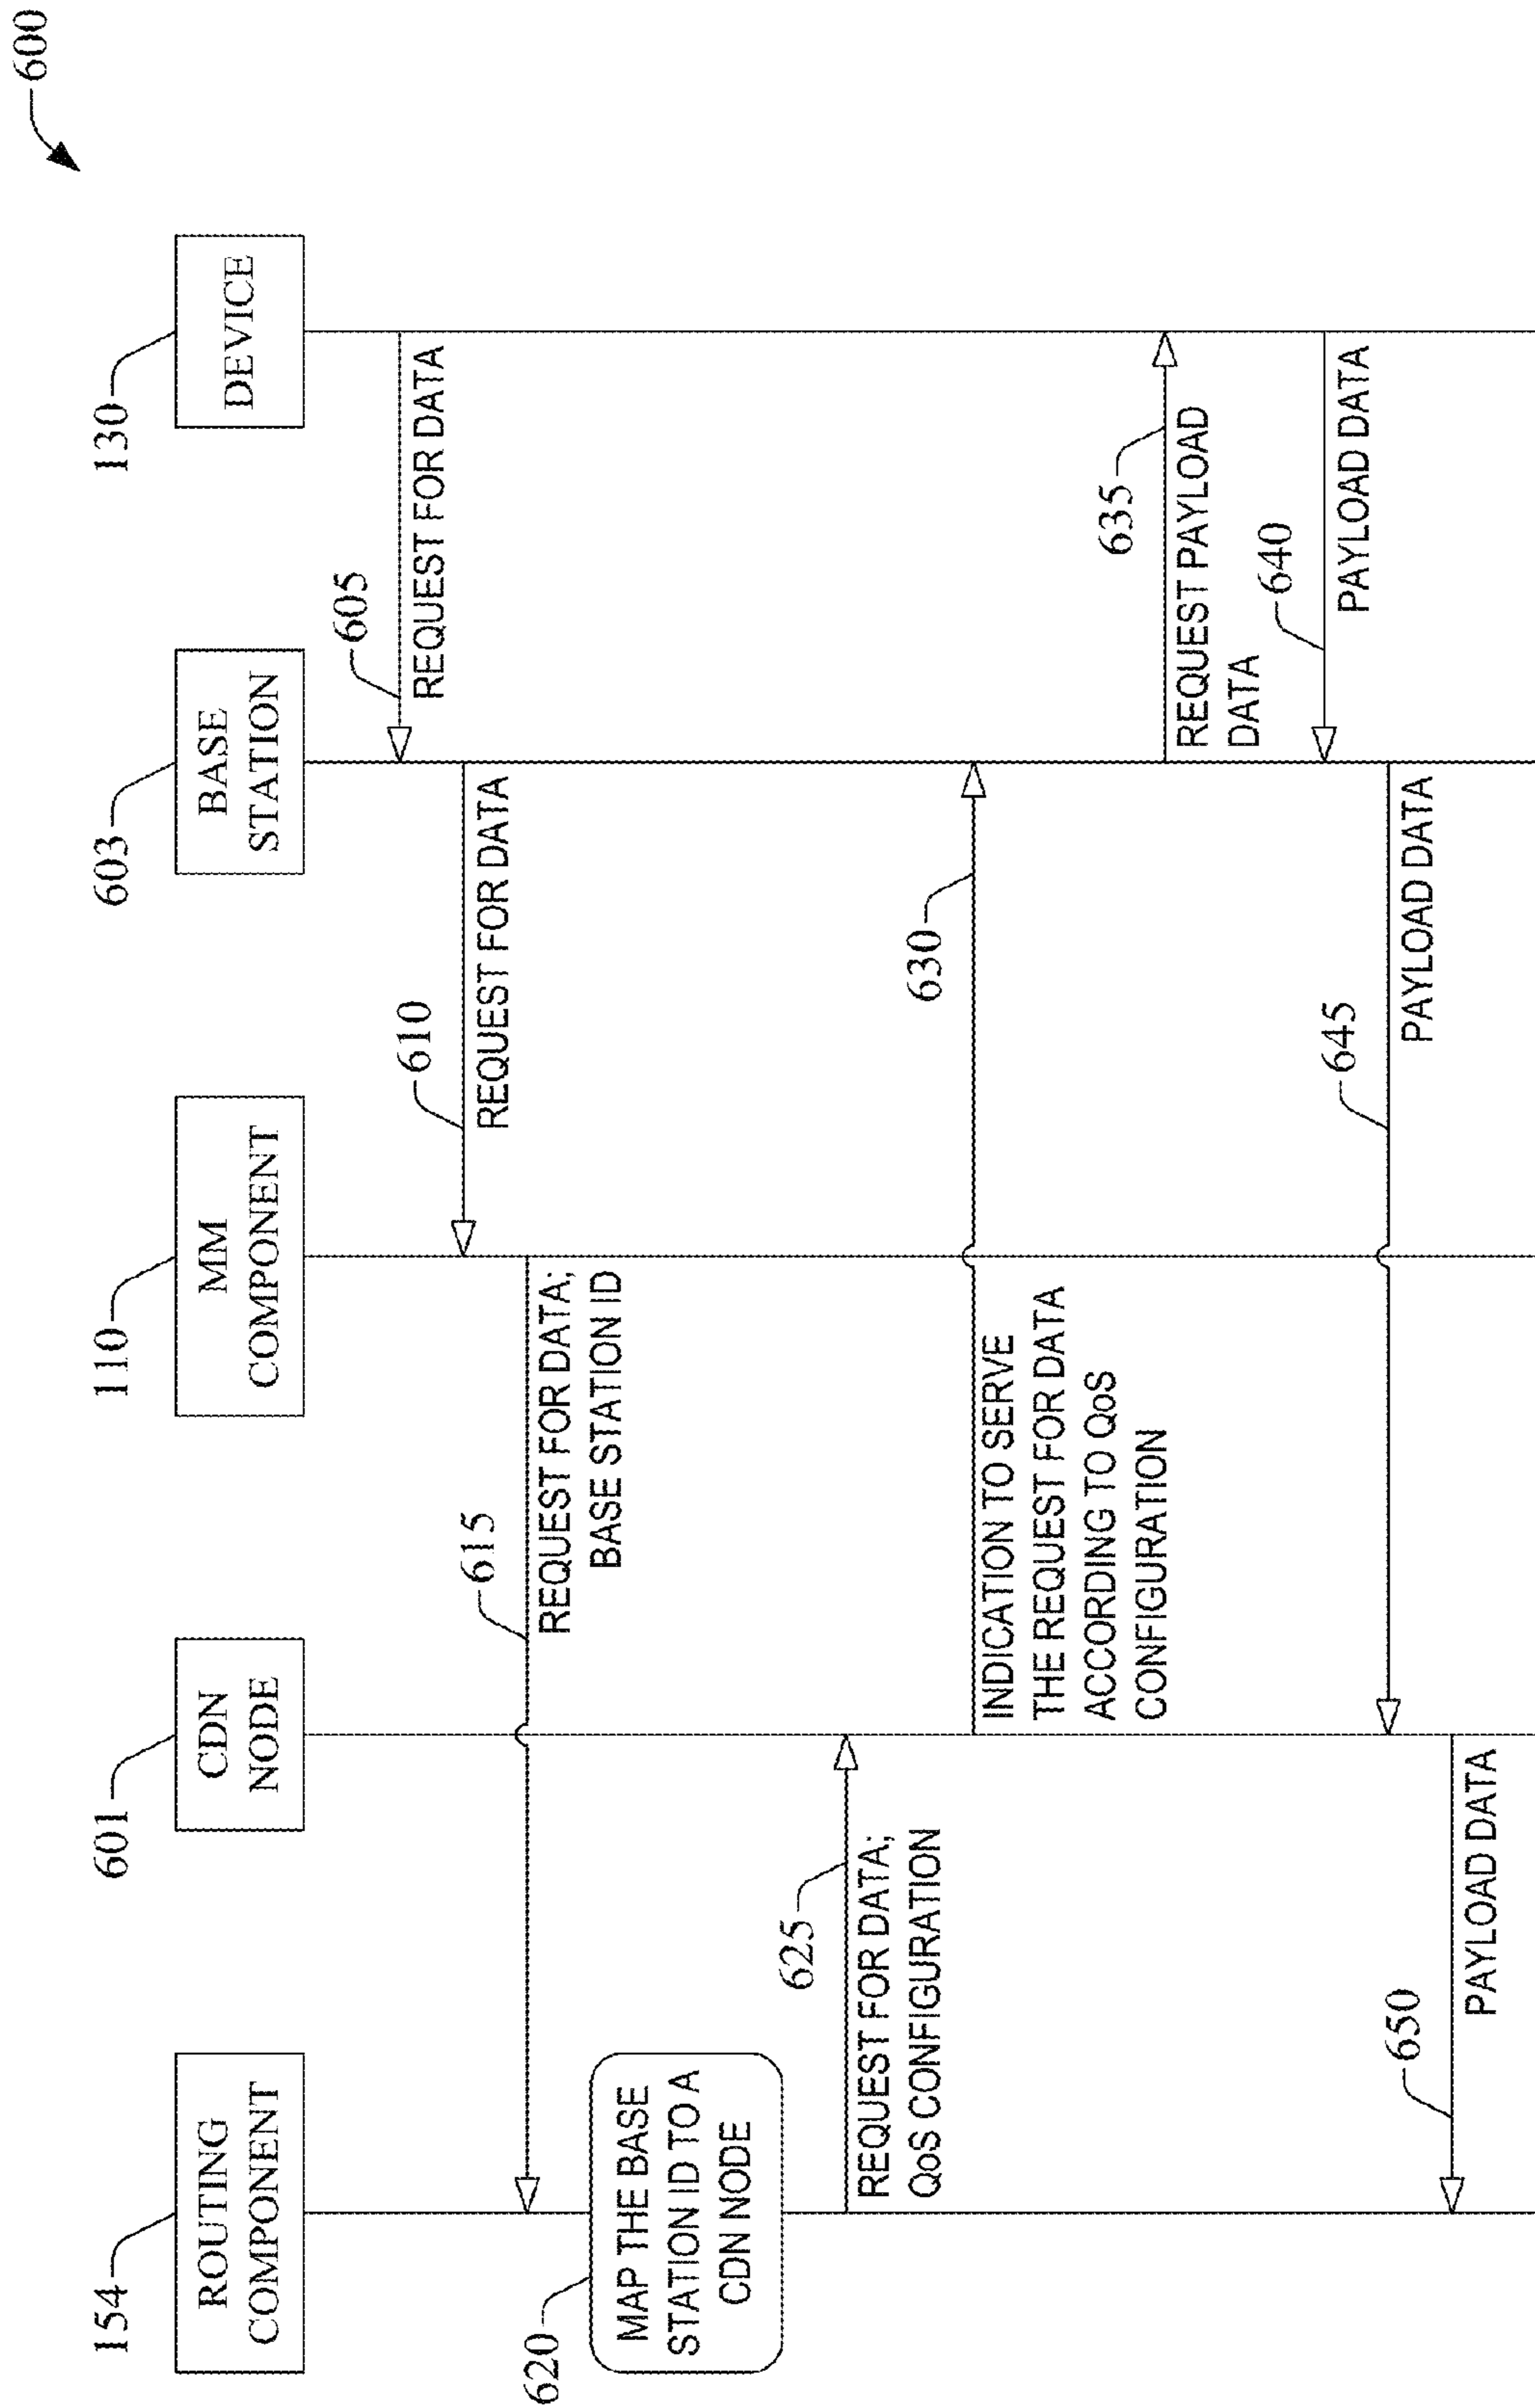 600
154
ROUTING
COMPONENT
601
CDN
NODE
110
MM
COMPONENT
603
BASE
STATION
130
DEVICE
605
REQUEST FOR DATA
610
REQUEST FOR DATA
615
REQUEST FOR DATA;
BASE STATION ID
620
MAP THE BASE
STATION ID TO A
CDN NODE
625
REQUEST FOR DATA;
QoS CONFIGURATION
630
INDICATION TO SERVE
THE REQUEST FOR DATA
ACCORDING TO QoS
CONFIGURATION
635
REQUEST PAYLOAD
DATA
640
PAYLOAD DATA
645
PAYLOAD DATA
650
PAYLOAD DATA